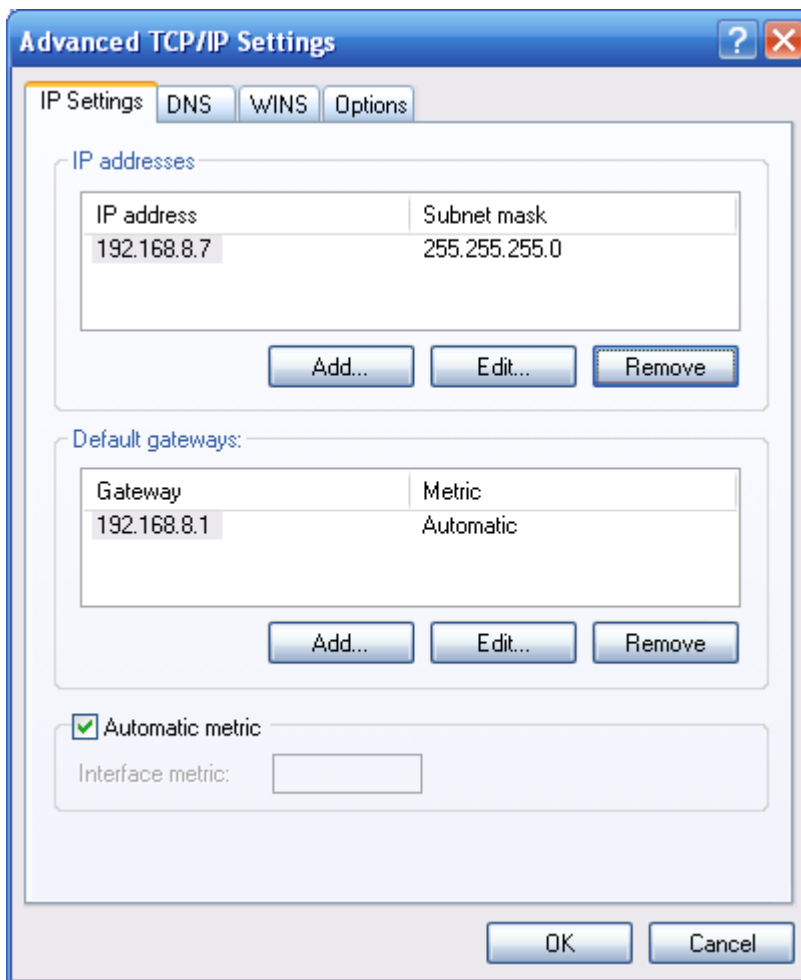 Advanced TCP/IP Settings
?
IP Settings DNS WINS Options
IP addresses
IP address Subnet mask
192.168.8.7 255.255.255.0
Add... Edit... Remove
Default gateways:
Gateway Metric
192.168.8.1 Automatic
Add... Edit... Remove
Automatic metric
Interface metric:
OK Cancel